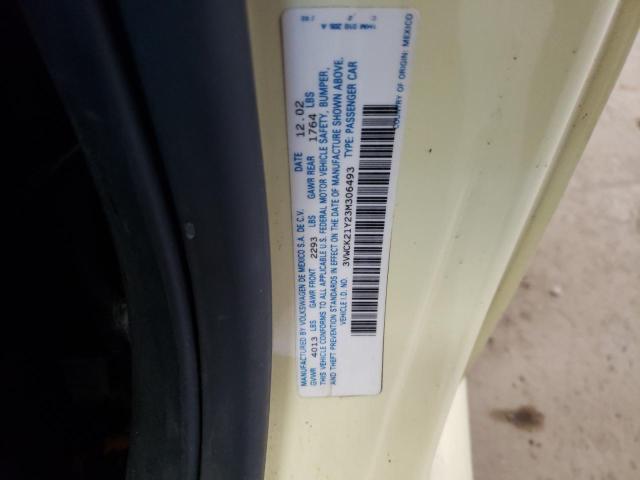 MANUFACTURED BY VOLKSWAGEN DE MEXICO S.A. DE C.V. DATE 12.02
GVWR 4013 LBS GAWR FRONT 2293 LBS GAWR REAR 1764 LBS
THIS VEHICLE CONFORMS TO ALL APPLICABLE U.S. FEDERAL MOTOR VEHICLE SAFETY, BUMPER,
AND THEFT PREVENTION STANDARDS IN EFFECT ON THE DATE OF MANUFACTURE SHOWN ABOVE.
VEHICLE I.D. NO. 3VWCK21Y23M306493 TYPE: PASSENGER CAR
COUNTRY OF ORIGIN: MEXICO